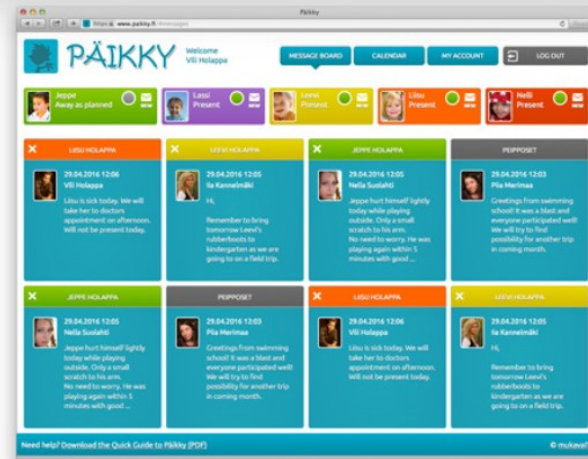 Päikky
https www.paikky.fi
PÄIKKY
Welcome
Vili Holappa
MESSAGE BOARD
CALENDAR
MY ACCOUNT
LOG OUT
Jeppe
Away as planned
Lassi
Present
Leevi
Present
Liisu
Present
Nelli
Present
LIISU HOLAPPA
29.04.2016 12:06
Vili Holappa
Liisu is sick today. We will
take her to doctors
appointment on afternoon.
Will not be present today.
LEEVI HOLAPPA
29.04.2016 12:05
Iia Kannelmäki
Hi,
Remember to bring
tomorrow Leevi's
rubberboots to
kindergarten as we are
going to on a field trip.
JEPPE HOLAPPA
29.04.2016 12:05
Nella Suolahti
Jeppe hurt himself lightly
today while playing
outside. Only a small
scratch to his arm.
No need to worry. He was
playing again within 5
minutes with good ...
PEIPPOSET
29.04.2016 12:03
Piia Merimaa
Greetings from swimming
school! It was a blast and
everyone participated well!
We will try to find
possibility for another trip
in coming month.
JEPPE HOLAPPA
29.04.2016 12:05
Nella Suolahti
Jeppe hurt himself lightly
today while playing
outside. Only a small
scratch to his arm.
No need to worry. He was
playing again within 5
minutes with good ...
PEIPPOSET
29.04.2016 12:03
Piia Merimaa
Greetings from swimming
school! It was a blast and
everyone participated well!
We will try to find
possibility for another trip
in coming month.
LIISU HOLAPPA
29.04.2016 12:06
Vili Holappa
Liisu is sick today. We will
take her to doctors
appointment on afternoon.
Will not be present today.
LEEVI HOLAPPA
29.04.2016 12:05
Iia Kannelmäki
Hi,
Remember to bring
tomorrow Leevi's
rubberboots to
kindergarten as we are
going to on a field trip.
Need help? Download the Quick Guide to Päikky (PDF)
© mukava